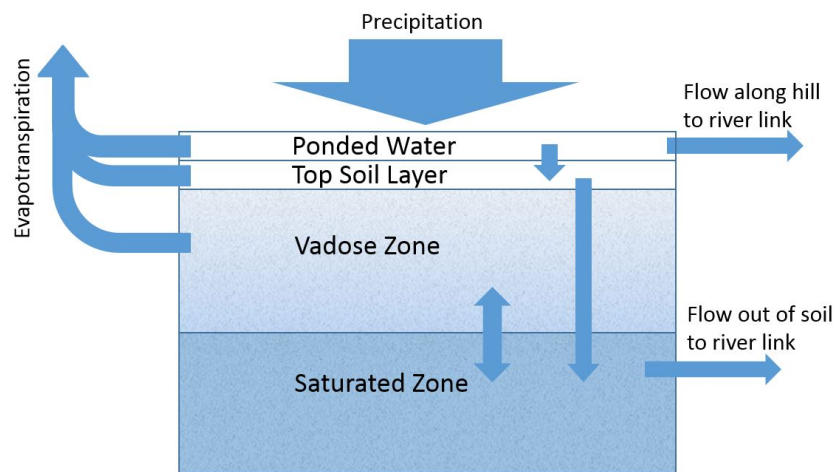 Precipitation
Evapotranspiration
Flow along hill
to river link
Ponded Water
Top Soil Layer
Vadose Zone
Flow out of soil
to river link
Saturated Zone